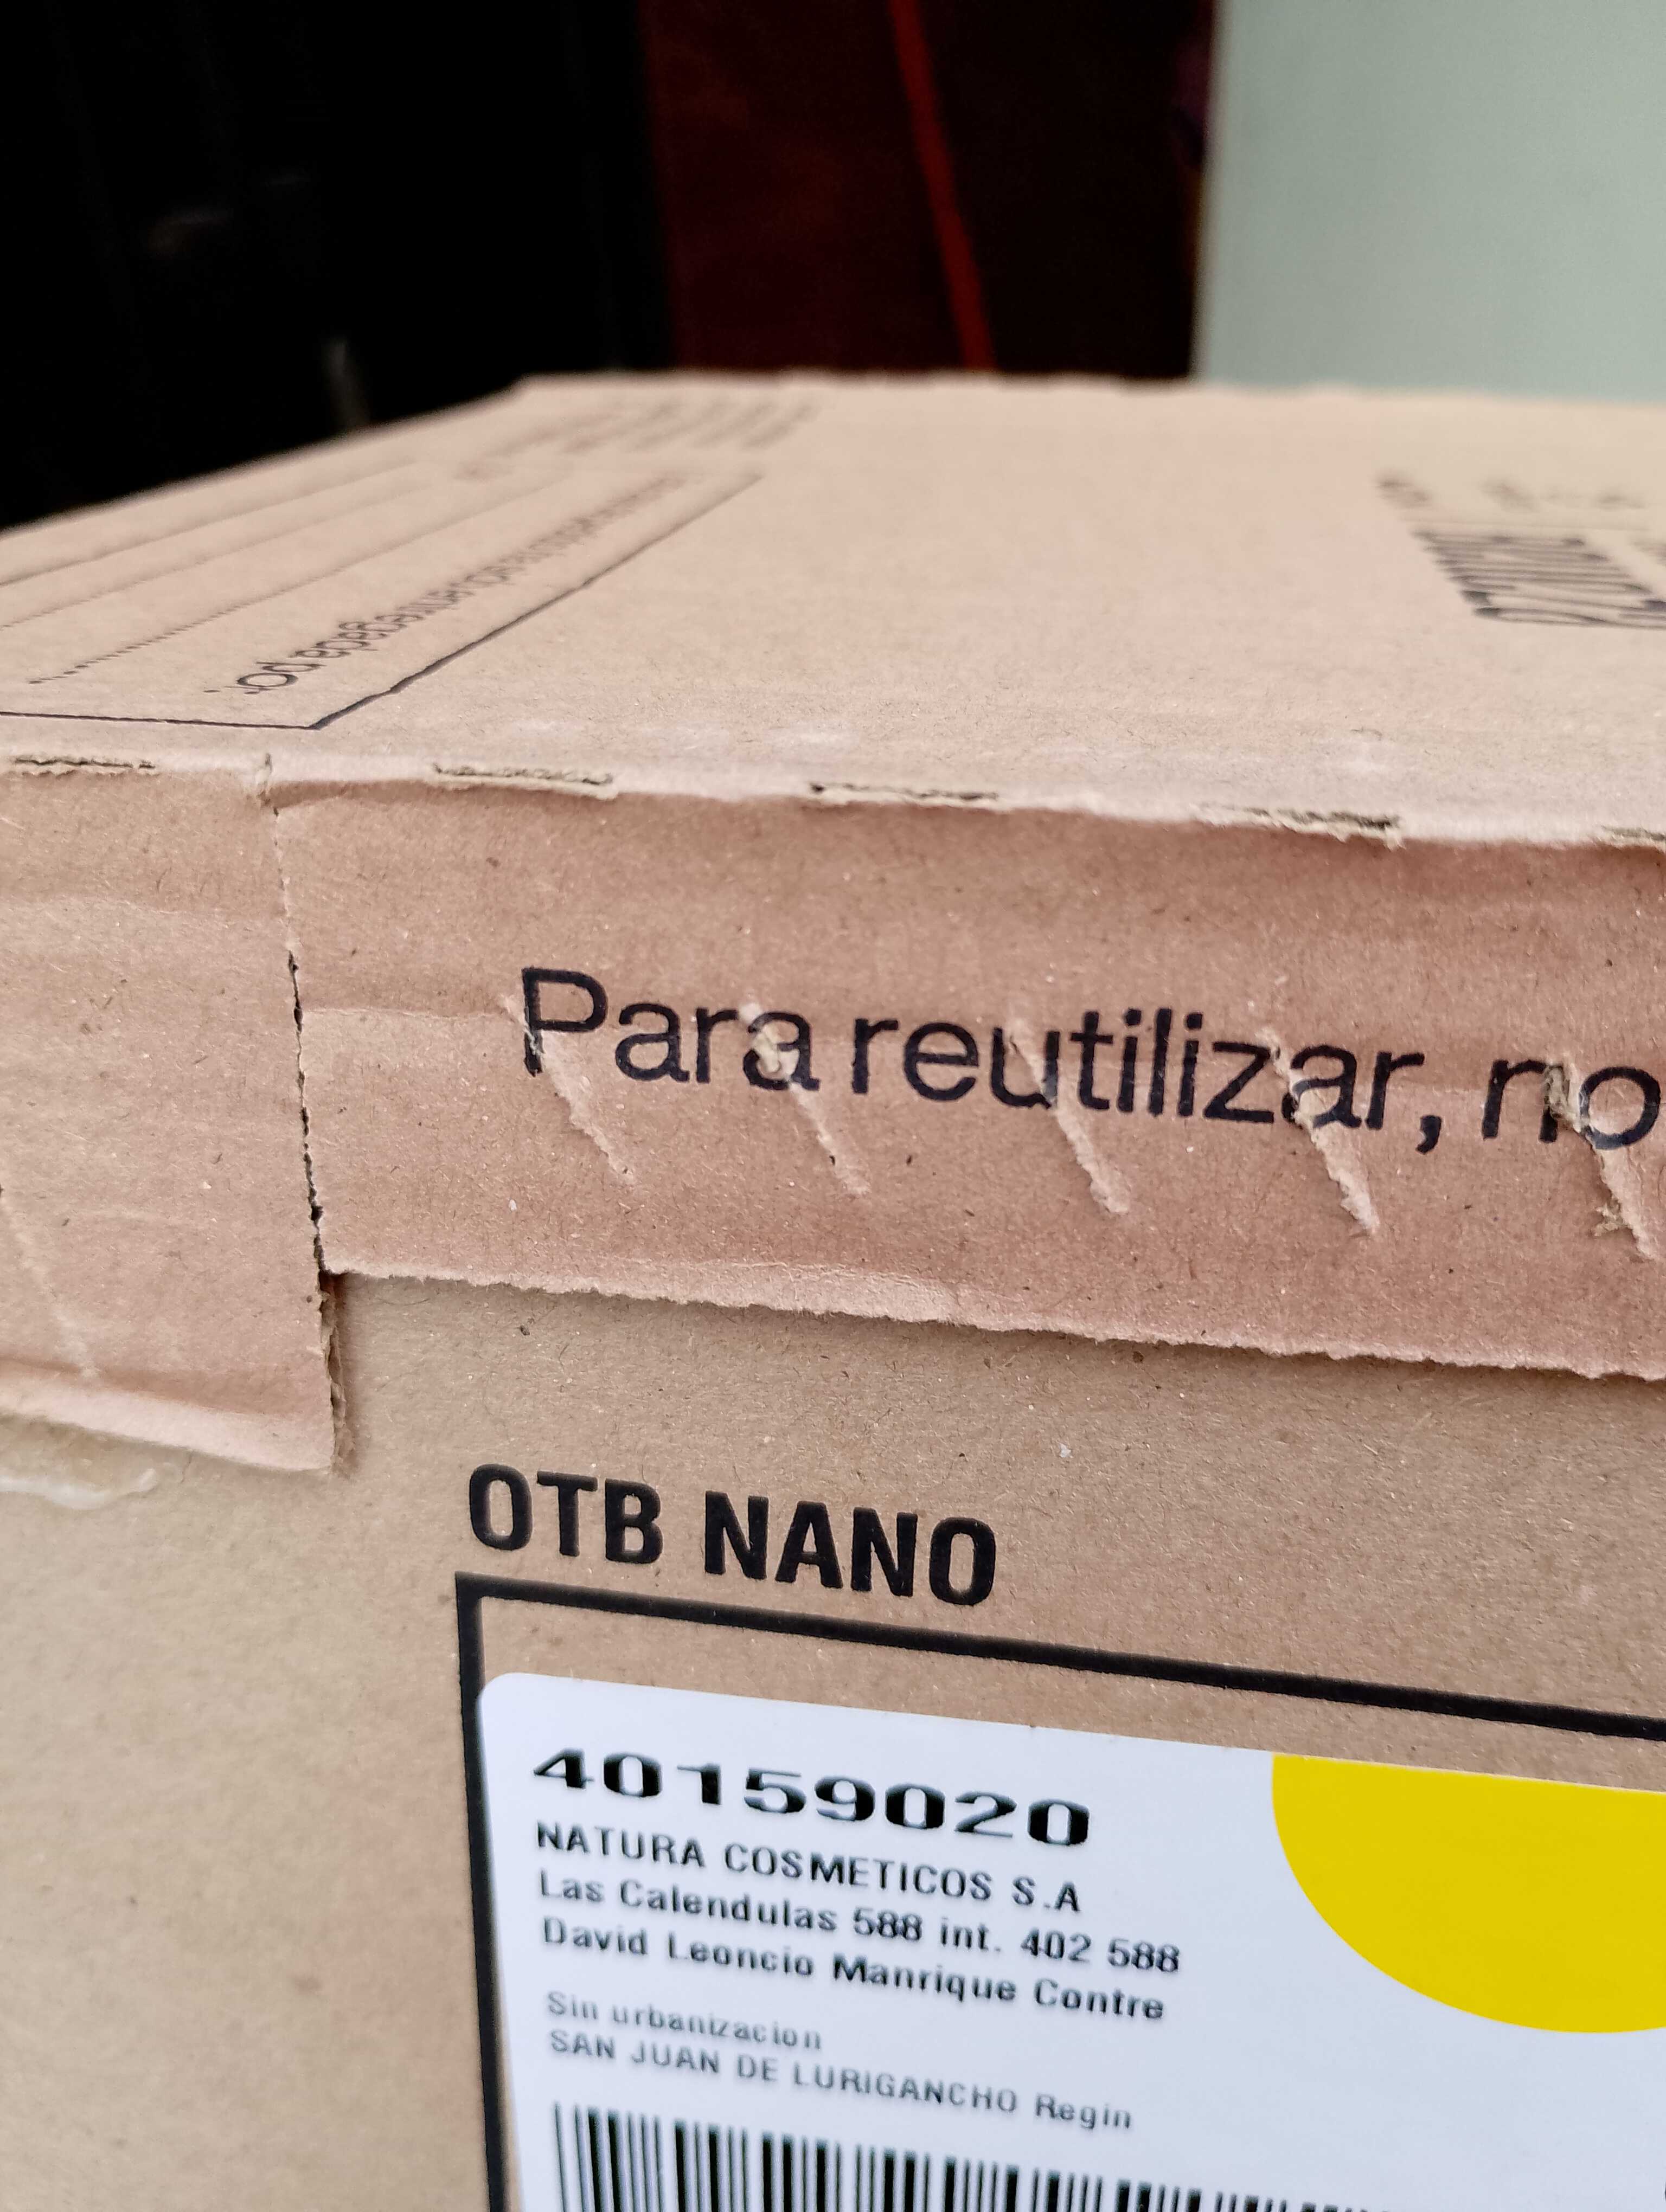 Para reutilizar, no
OTB NANO
40159020
NATURA COSMETICOS S.A
Las Calendulas 588 int. 402 588
David Leoncio Manrique Contre
Sin urbanizacion
SAN JUAN DE LURIGANCHO Regin